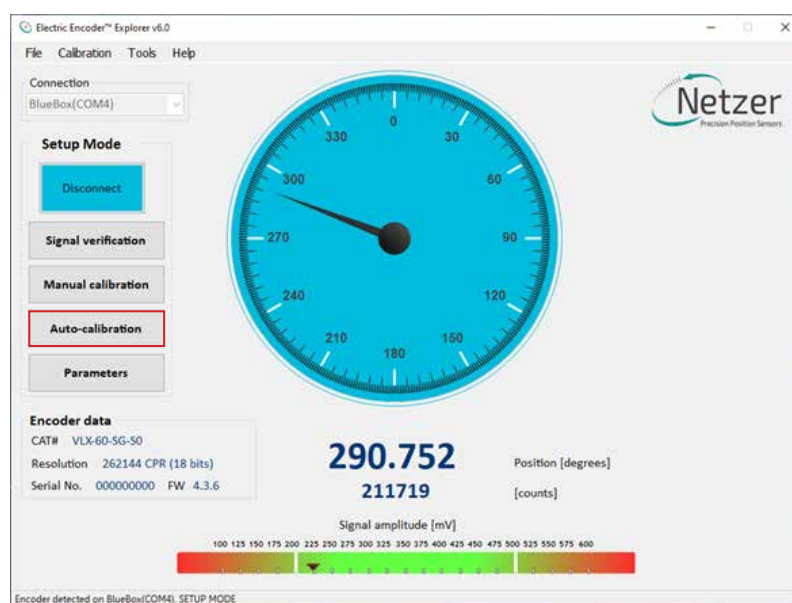 Electric Encoder™ Explorer v6.0
File Calibration Tools Help
Connection
BlueBox(COM4)
Netzer
Precision Position Sensors
Setup Mode
Disconnect
Signal verification
Manual calibration
Auto-calibration
Parameters
0
30
60
90
120
150
180
210
240
270
300
330
Encoder data
CAT# VLX-60-SG-S0
Resolution 262144 CPR (18 bits)
Serial No. 000000000 FW 4.3.6
290.752 Position [degrees]
211719 [counts]
Signal amplitude [mV]
100 125 150 175 200 225 250 275 300 325 350 375 400 425 450 475 500 525 550 575 600
Encoder detected on BlueBox(COM4). SETUP MODE